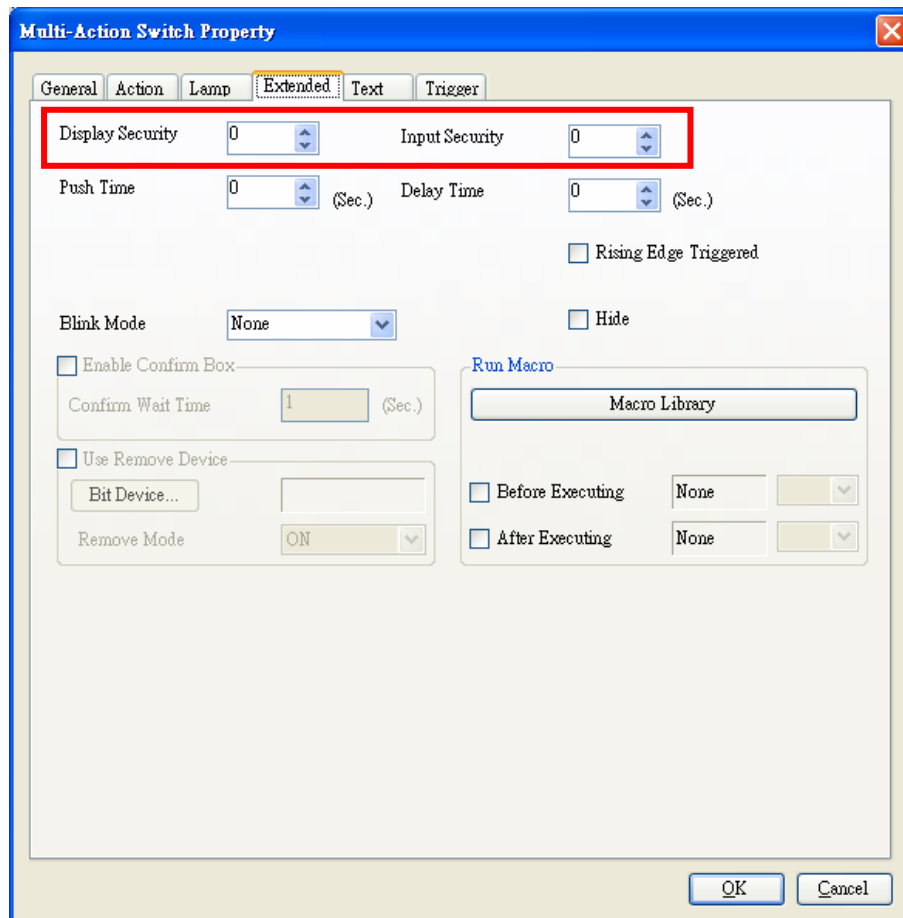 Multi-Action Switch Property
General Action Lamp Extended Text Trigger
Display Security 0 Input Security 0
Push Time 0 (Sec.) Delay Time 0 (Sec.)
Rising Edge Triggered
Blink Mode None Hide
Enable Confirm Box Run Macro
Confirm Wait Time 1 (Sec.) Macro Library
Use Remove Device
Bit Device... Before Executing None
Remove Mode ON After Executing None
OK Cancel